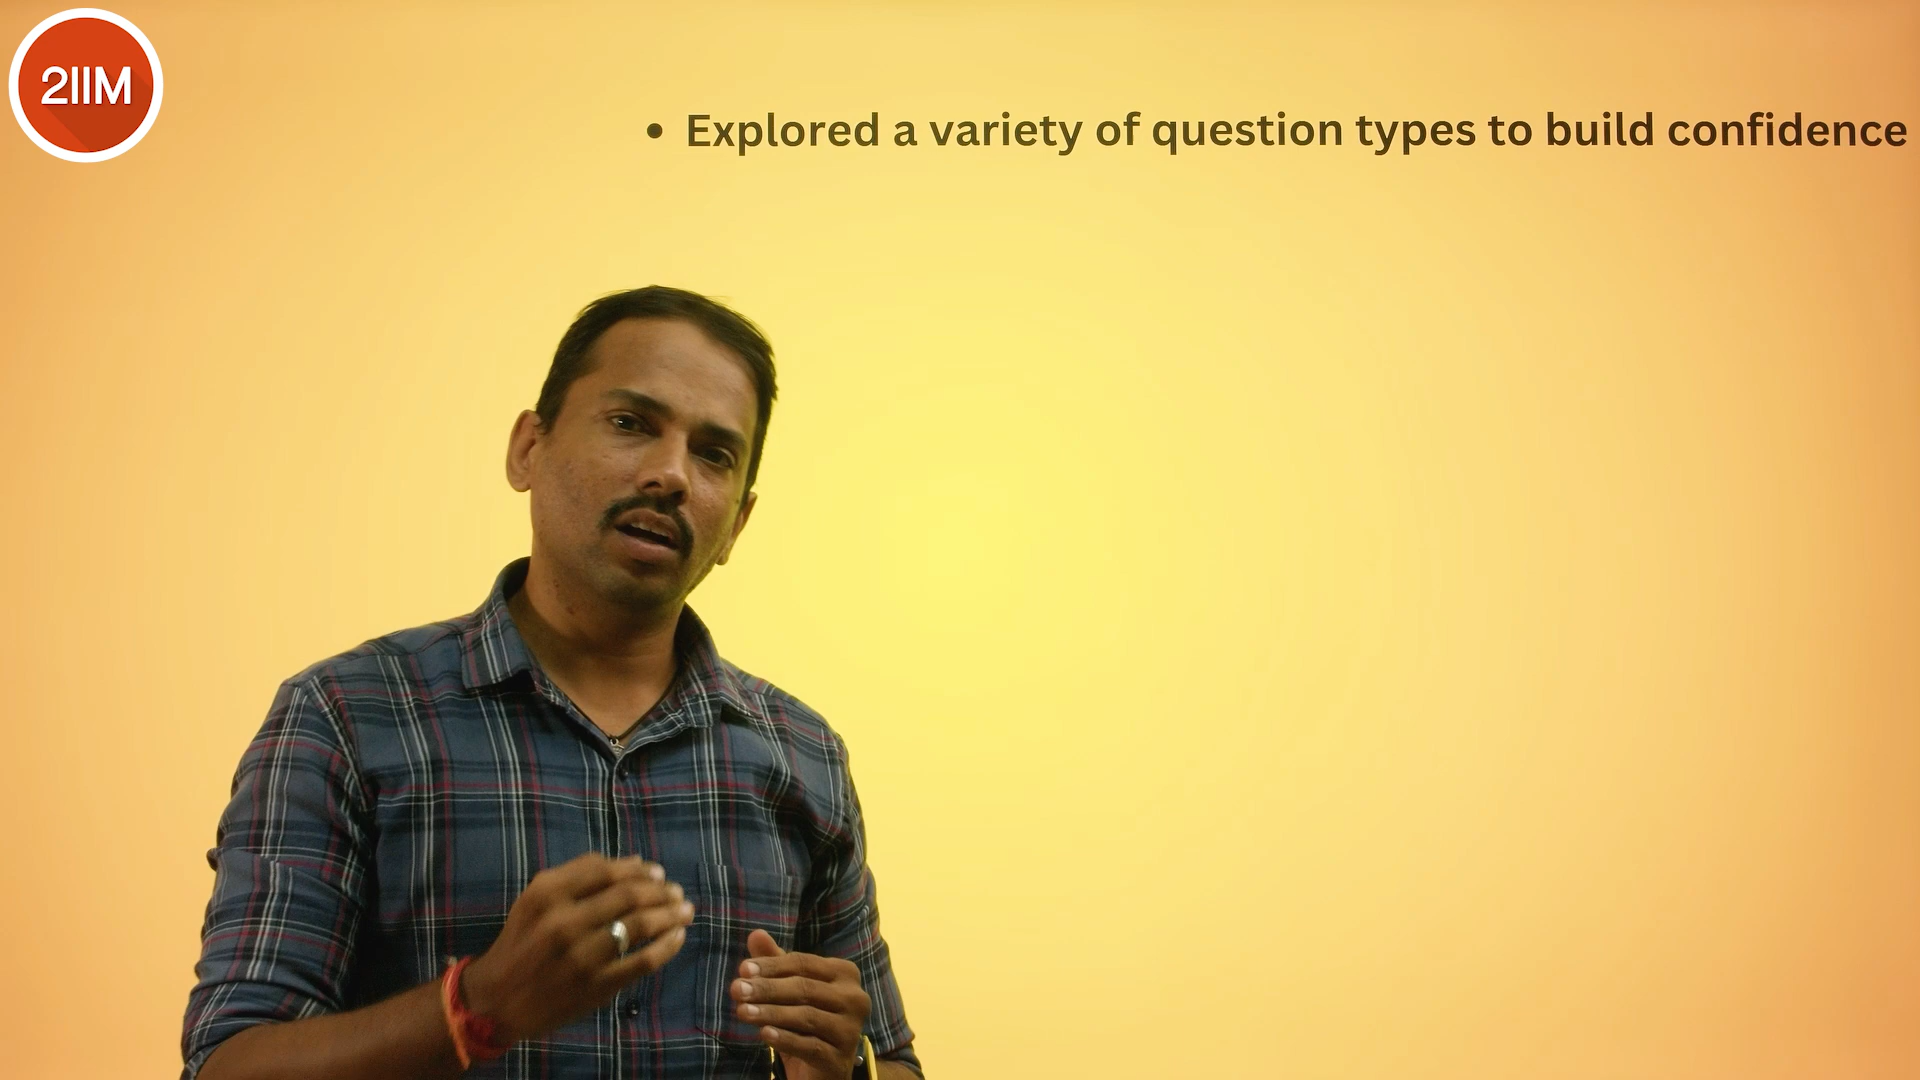 2IIM
• Explored a variety of question types to build confidence